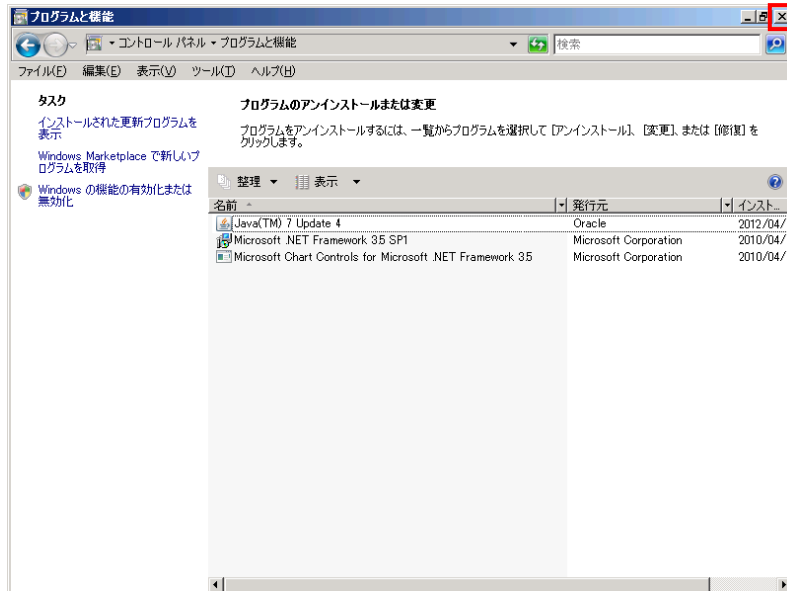 プログラムと機能
コントロール パネル ▾ プログラムと機能
検索
ファイル(F) 編集(E) 表示(V) ツール(T) ヘルプ(H)
タスク
インストールされた更新プログラムを
表示
Windows Marketplace で新しいプ
ログラムを取得
Windows の機能の有効化または
無効化
プログラムのアンインストールまたは変更
プログラムをアンインストールするには、一覧からプログラムを選択して [アンインストール]、[変更]、または [修復] を
クリックします。
整理 ▾ 表示 ▾
名前 発行元 インスト...
Java(TM) 7 Update 4 Oracle 2012/04/
Microsoft .NET Framework 3.5 SP1 Microsoft Corporation 2010/04/
Microsoft Chart Controls for Microsoft .NET Framework 3.5 Microsoft Corporation 2010/04/